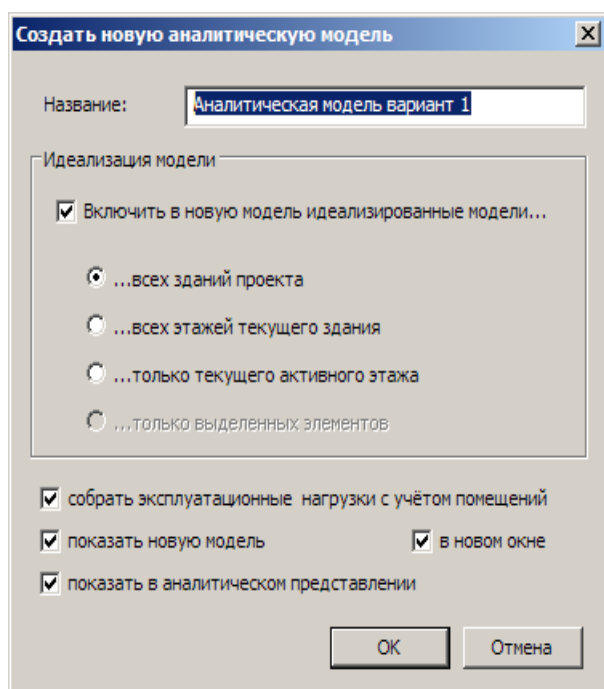 Создать новую аналитическую модель
Название: Аналитическая модель вариант 1
Идеализация модели
Включить в новую модель идеализированные модели...
...всех зданий проекта
...всех этажей текущего здания
...только текущего активного этажа
...только выделенных элементов
собрать эксплуатационные нагрузки с учётом помещений
показать новую модель в новом окне
показать в аналитическом представлении
OK Отмена